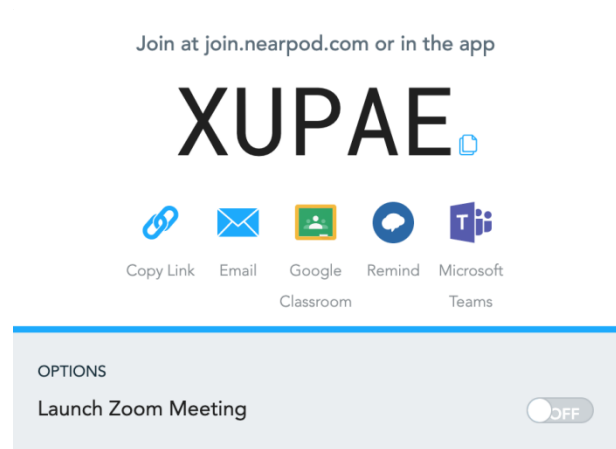 Join at join.nearpod.com or in the app
XUPAE
Copy Link Email Google Remind Microsoft
Classroom Teams
OPTIONS
Launch Zoom Meeting OFF